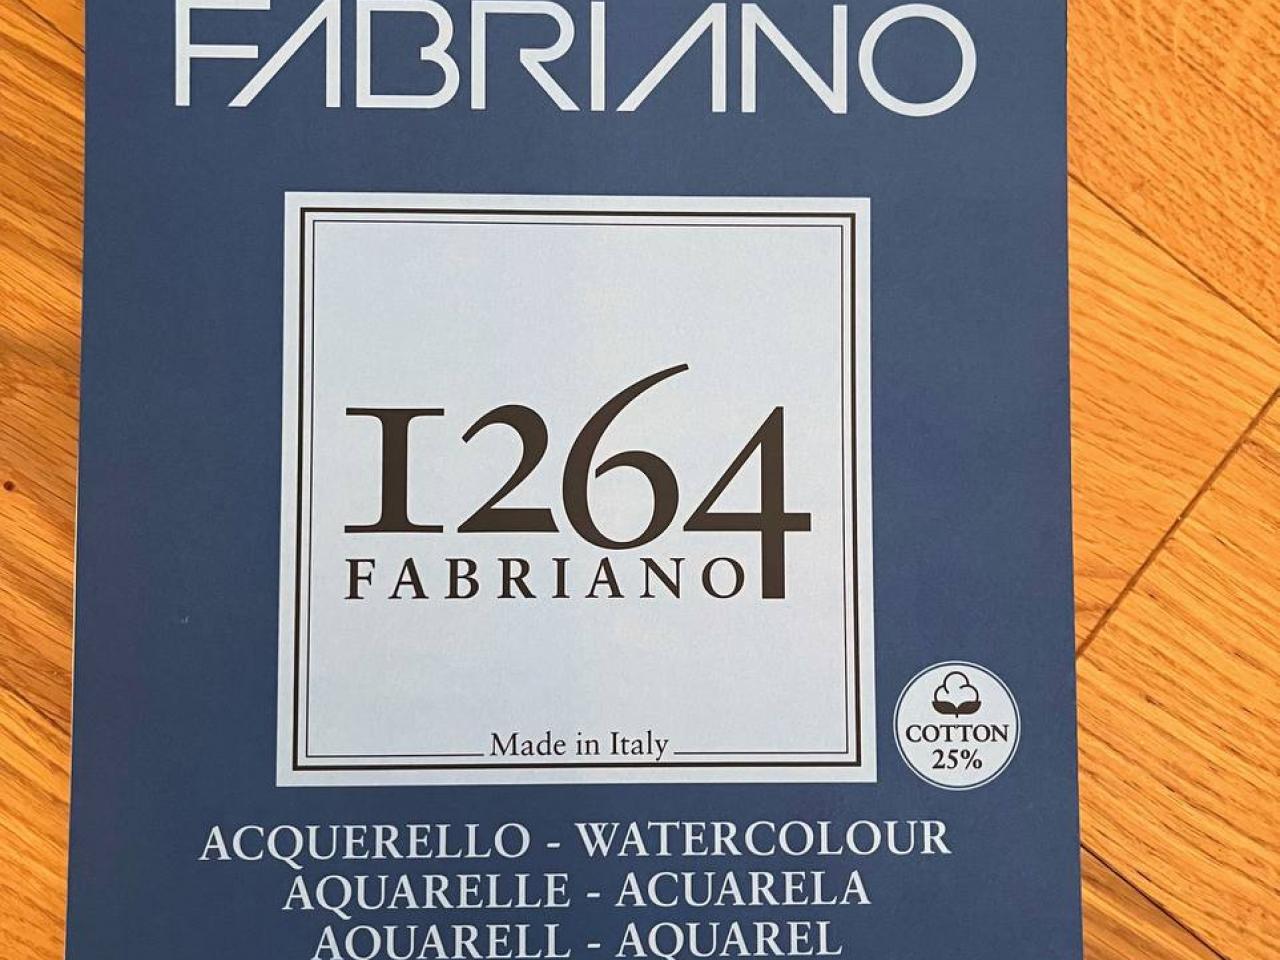 FABRIANO
1264
FABRIANO
Made in Italy
COTTON
25%
ACQUERELLO - WATERCOLOUR
AQUARELLE - ACUARELA
AQUARELL - AQUAREL